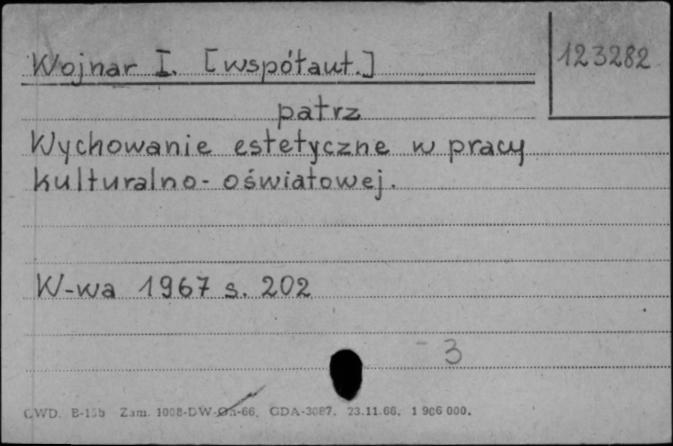 Wojnar I. [współaut.]
123282
patrz
Wychowanie estetyczne w pracy
kulturalno-oświatowej.
W-wa 1967 s. 202
3
CWD. B-15b Zam. 1008-DW- -66. GDA-3087. 23.11.66. 1 906 000.